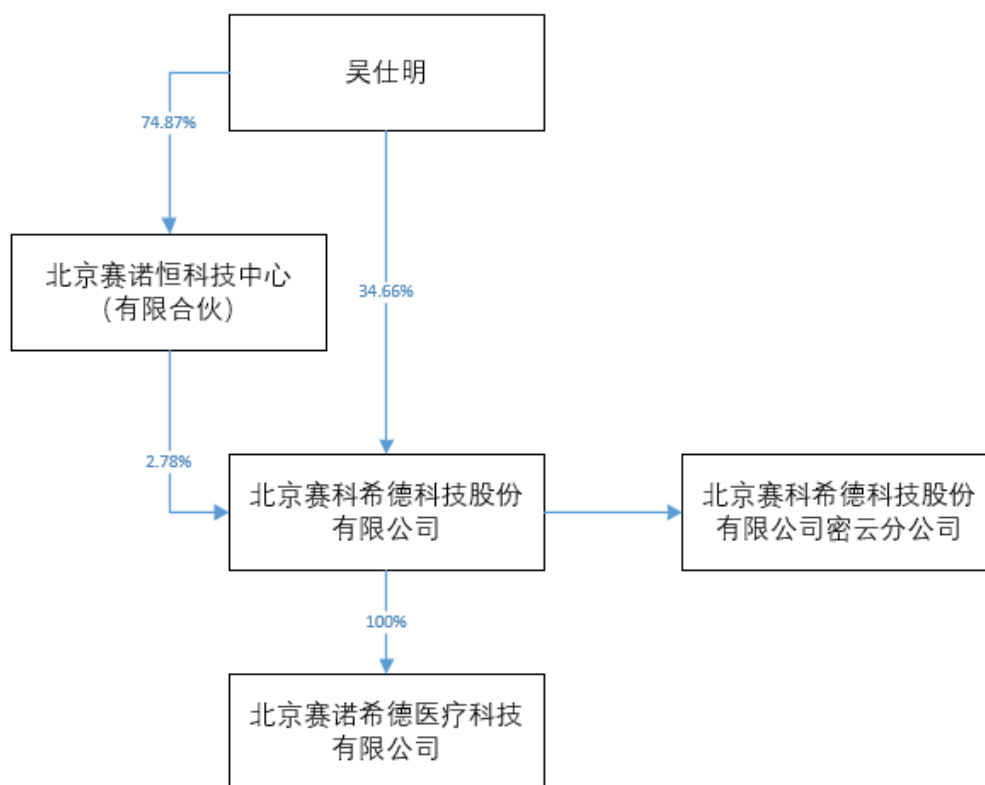 吴仕明
74.87%
北京赛诺恒科技中心
（有限合伙）
34.66%
2.78%
北京赛科希德科技股份
有限公司
北京赛科希德科技股份
有限公司密云分公司
100%
北京赛诺希德医疗科技
有限公司